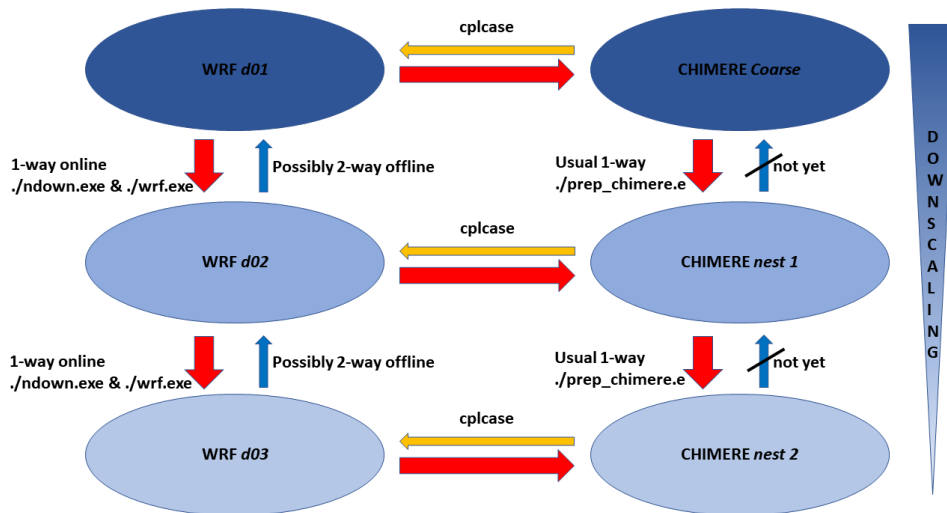 cplcase
WRF d01
CHIMERE Coarse
1-way online
./ndown.exe & ./wrf.exe
Possibly 2-way offline
Usual 1-way
./prep_chimere.e
not yet
cplcase
WRF d02
CHIMERE nest 1
1-way online
./ndown.exe & ./wrf.exe
Possibly 2-way offline
Usual 1-way
./prep_chimere.e
not yet
cplcase
WRF d03
CHIMERE nest 2
DOWNSCALING